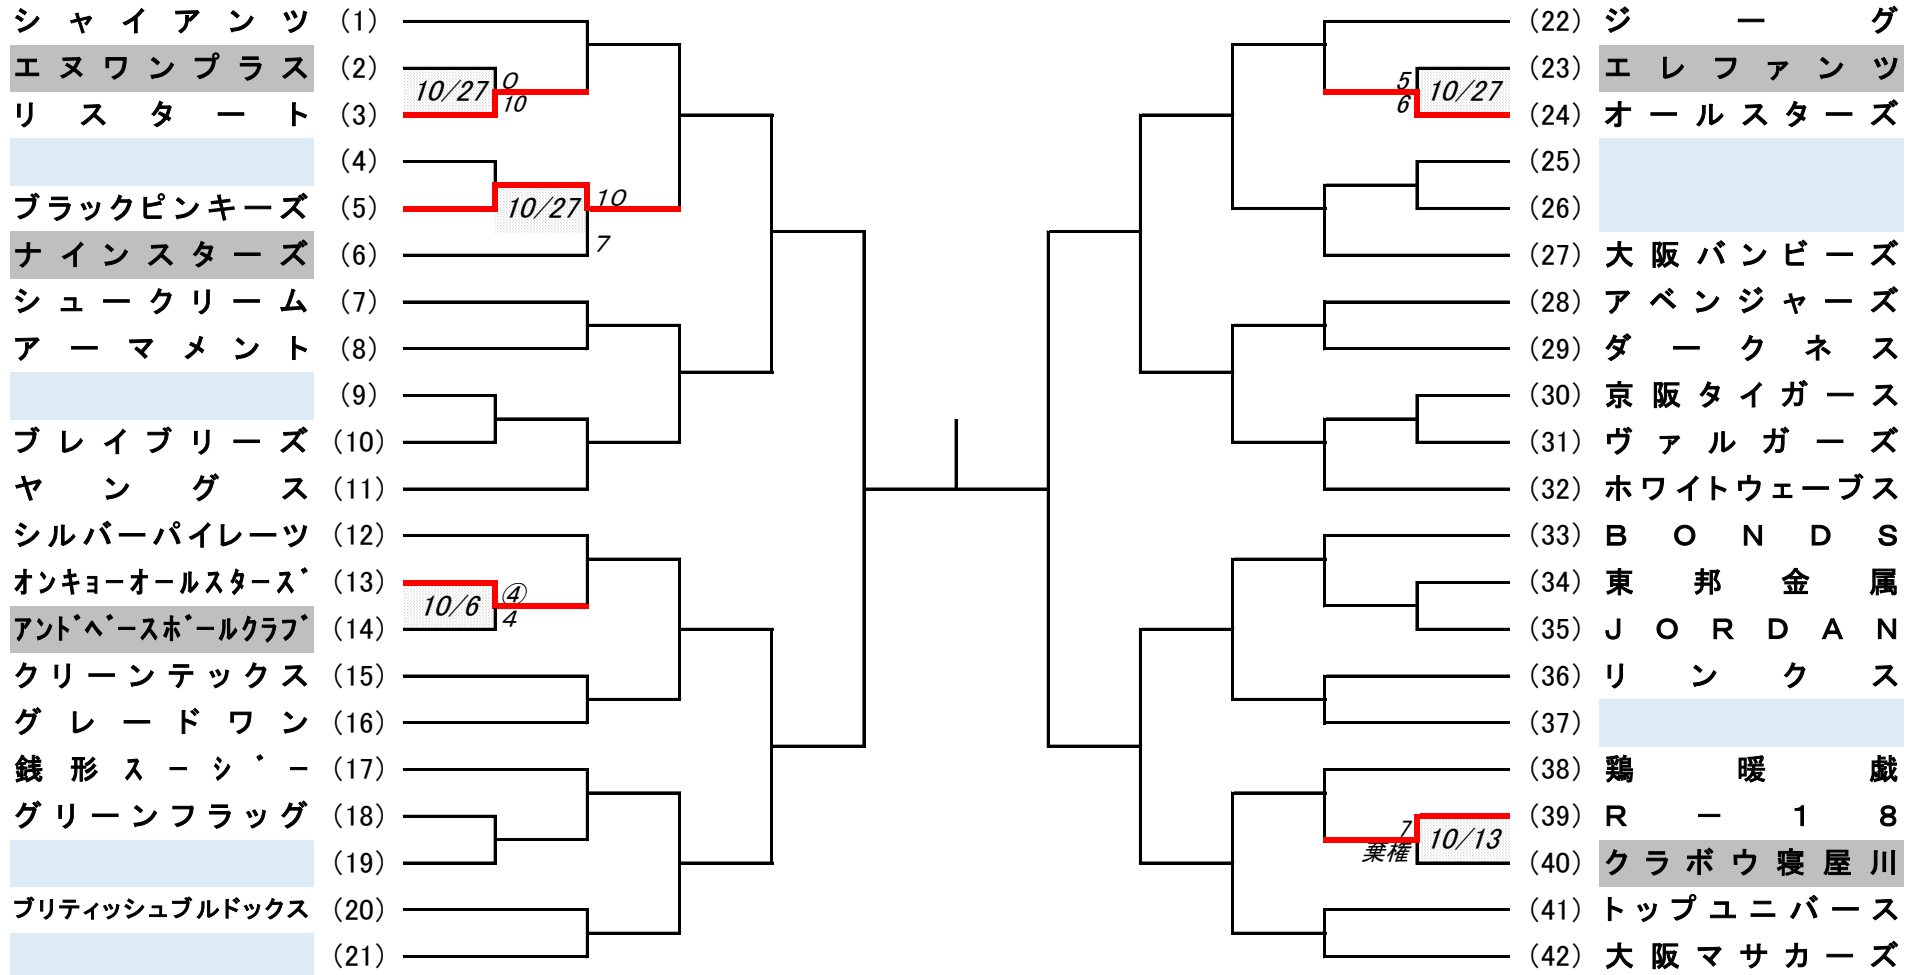 シャイアンツ (1)
エヌワンプラス (2)
10/27 0
10
リスタート (3)
(4)
ブラックピンキーズ (5)
10/27 10
7
ナインスターズ (6)
シュークリーム (7)
アーマメント (8)
(9)
ブレイブリーズ (10)
ヤングス (11)
シルバーパイレーツ (12)
オンキョーオールスターズ (13)
10/6 ④
4
アンドベースボールクラブ (14)
クリーンテックス (15)
グレードワン (16)
銭形スージー (17)
グリーンフラッグ (18)
(19)
ブリティッシュブルドックス (20)
(21)
(22) ジーグ
(23) エレファンツ
5 10/27
6
(24) オールスターズ
(25)
(26)
(27) 大阪バンビーズ
(28) アベンジャーズ
(29) ダークネス
(30) 京阪タイガース
(31) ヴァルガーズ
(32) ホワイトウェーブス
(33) BONDS
(34) 東邦金属
(35) JORDAN
(36) リンクス
(37)
(38) 鶏暖戯
(39) R-18
7 10/13
棄権
(40) クラボウ寝屋川
(41) トップユニバース
(42) 大阪マサカーズ